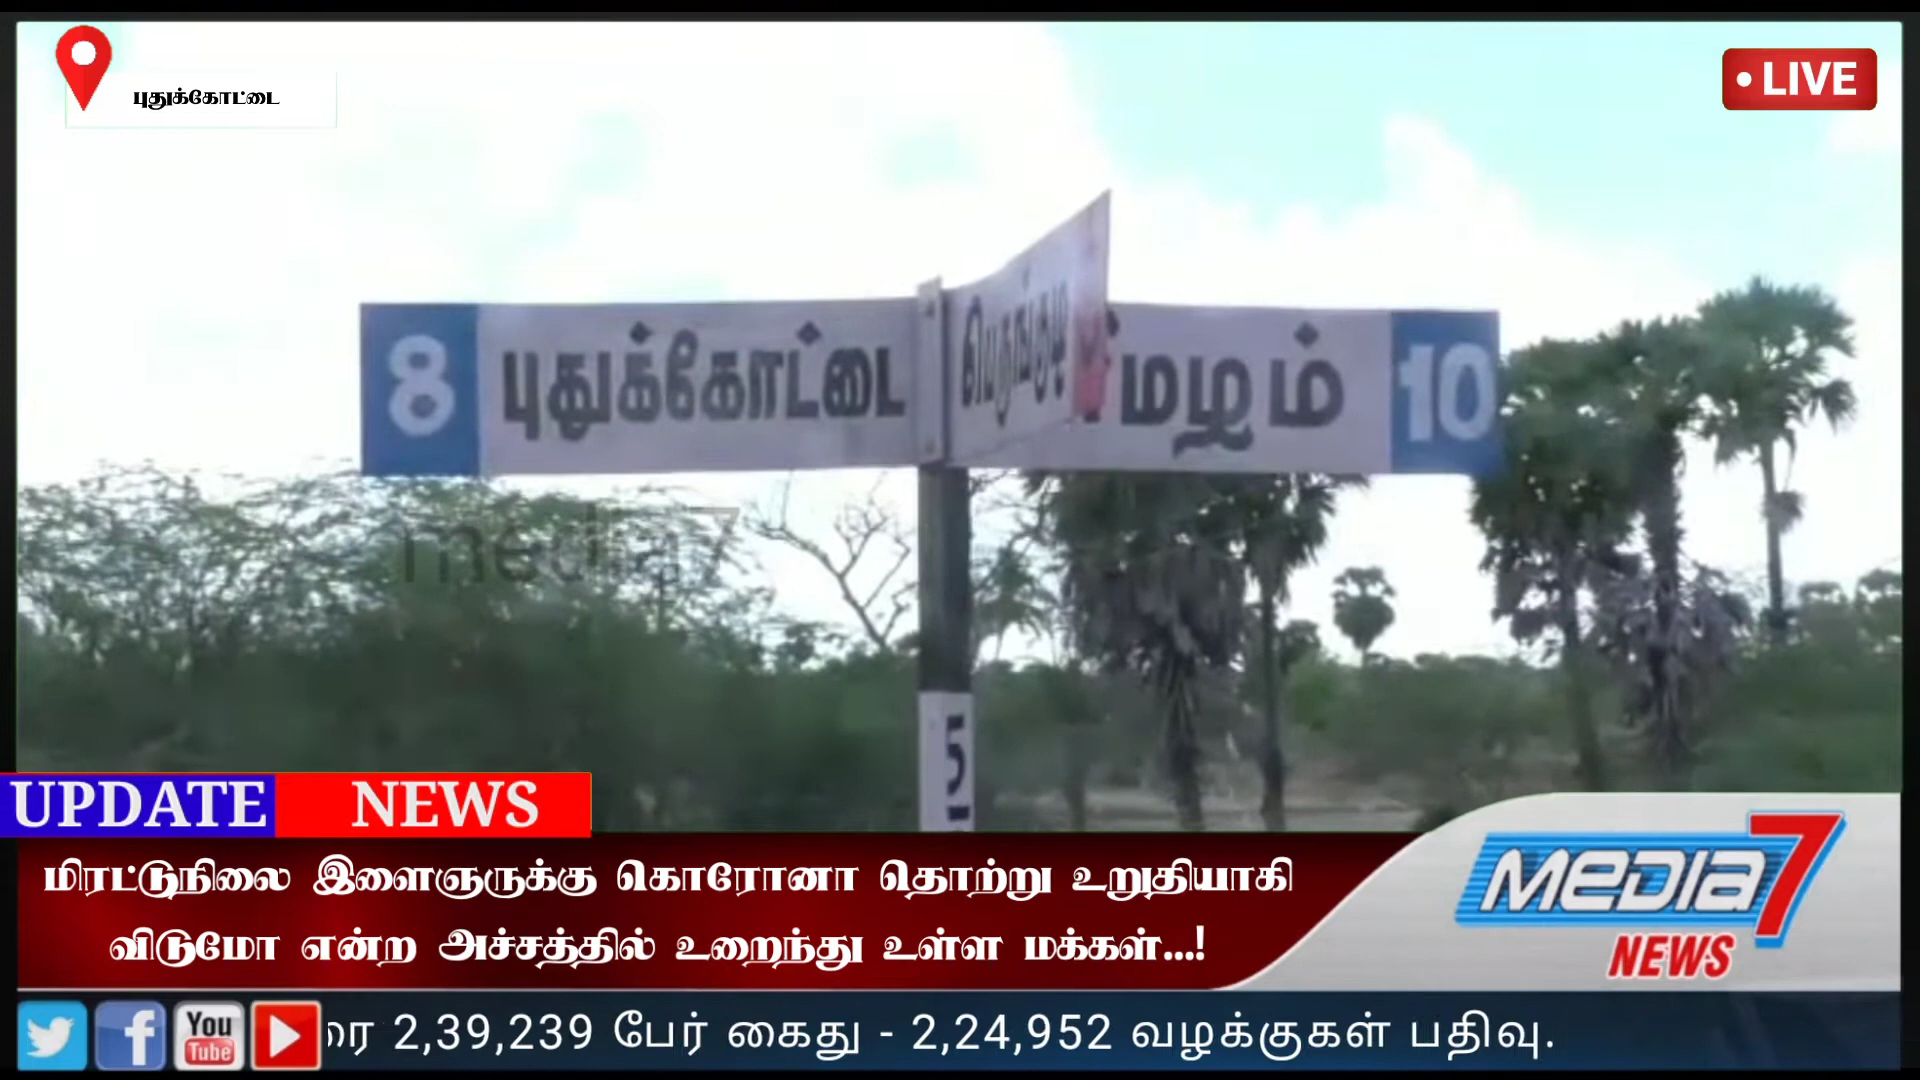 புதுக்கோட்டை
LIVE
8 புதுக்கோட்டை
பெருங்குடி
மழம் 10
media7
5
UPDATE NEWS
மிரட்டுநிலை இளைஞருக்கு கொரோனா தொற்று உறுதியாகி
விடுமோ என்ற அச்சத்தில் உறைந்து உள்ள மக்கள்...!
MEDIA 7
NEWS
You
Tube
ரை 2,39,239 பேர் கைது - 2,24,952 வழக்குகள் பதிவு.